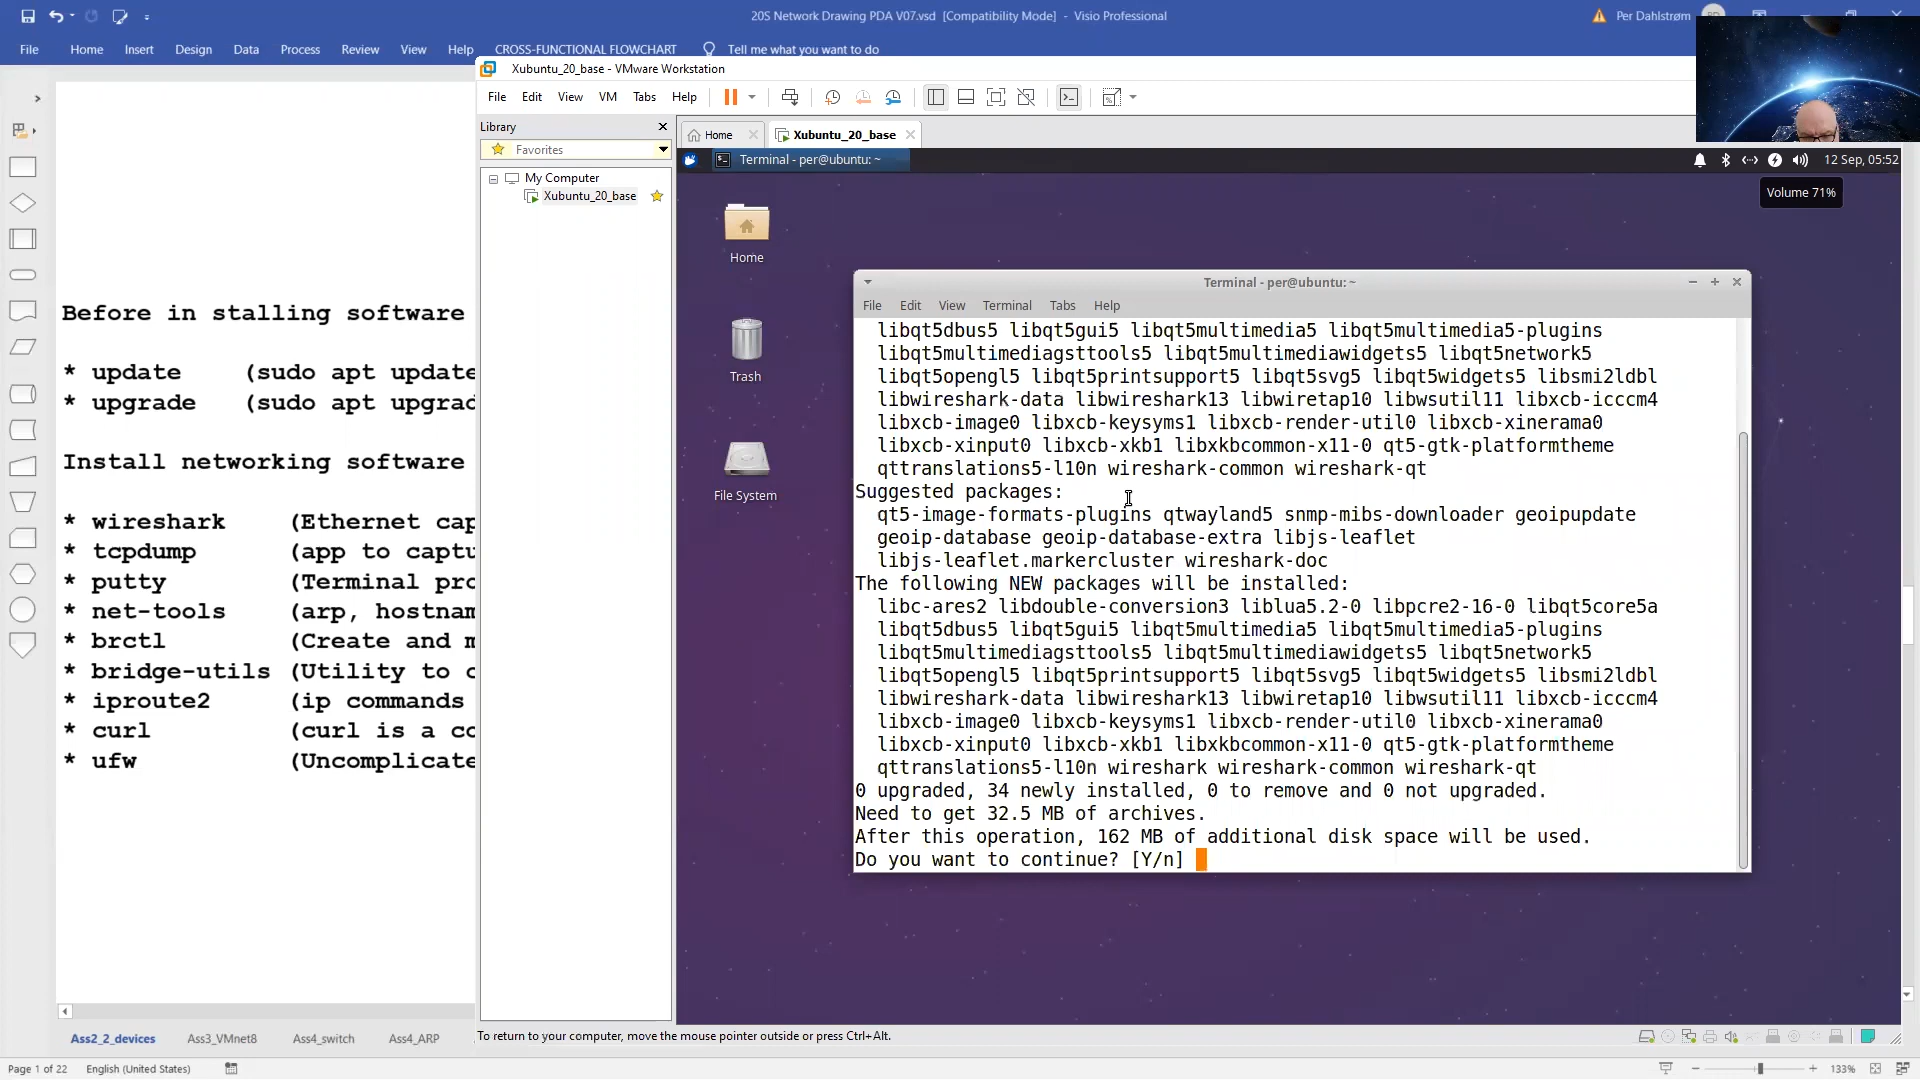 20S Network Drawing PDA V07.vsd [Compatibility Mode] - Visio Professional
Per Dahlstrøm
File Home Insert Design Data Process Review View Help CROSS-FUNCTIONAL FLOWCHART Tell me what you want to do
Xubuntu_20_base - VMware Workstation
File Edit View VM Tabs Help
Library
Home Xubuntu_20_base
Favorites
Terminal - per@ubuntu: ~
12 Sep, 05:52
My Computer
Xubuntu_20_base
Volume 71%
Home
Trash
File System
Before in stalling software
* update (sudo apt update
* upgrade (sudo apt upgrad
Install networking software
* wireshark (Ethernet cap
* tcpdump (app to captu
* putty (Terminal pro
* net-tools (arp, hostnam
* brctl (Create and m
* bridge-utils (Utility to c
* iproute2 (ip commands
* curl (curl is a co
* ufw (Uncomplicate
Terminal - per@ubuntu: ~
File Edit View Terminal Tabs Help
libqt5dbus5 libqt5gui5 libqt5multimedia5 libqt5multimedia5-plugins
libqt5multimediagsttools5 libqt5multimediawidgets5 libqt5network5
libqt5opengl5 libqt5printsupport5 libqt5svg5 libqt5widgets5 libsmi2ldbl
libwireshark-data libwireshark13 libwiretap10 libwsutil11 libxcb-icccm4
libxcb-image0 libxcb-keysyms1 libxcb-render-util0 libxcb-xinerama0
libxcb-xinput0 libxcb-xkb1 libxkbcommon-x11-0 qt5-gtk-platformtheme
qttranslations5-l10n wireshark-common wireshark-qt
Suggested packages:
qt5-image-formats-plugins qtwayland5 snmp-mibs-downloader geoipupdate
geoip-database geoip-database-extra libjs-leaflet
libjs-leaflet.markercluster wireshark-doc
The following NEW packages will be installed:
libc-ares2 libdouble-conversion3 liblua5.2-0 libpcre2-16-0 libqt5core5a
libqt5dbus5 libqt5gui5 libqt5multimedia5 libqt5multimedia5-plugins
libqt5multimediagsttools5 libqt5multimediawidgets5 libqt5network5
libqt5opengl5 libqt5printsupport5 libqt5svg5 libqt5widgets5 libsmi2ldbl
libwireshark-data libwireshark13 libwiretap10 libwsutil11 libxcb-icccm4
libxcb-image0 libxcb-keysyms1 libxcb-render-util0 libxcb-xinerama0
libxcb-xinput0 libxcb-xkb1 libxkbcommon-x11-0 qt5-gtk-platformtheme
qttranslations5-l10n wireshark wireshark-common wireshark-qt
0 upgraded, 34 newly installed, 0 to remove and 0 not upgraded.
Need to get 32.5 MB of archives.
After this operation, 162 MB of additional disk space will be used.
Do you want to continue? [Y/n]
To return to your computer, move the mouse pointer outside or press Ctrl+Alt.
Ass2_2_devices Ass3_VMnet8 Ass4_switch Ass4_ARP
Page 1 of 22 English (United States)
133%